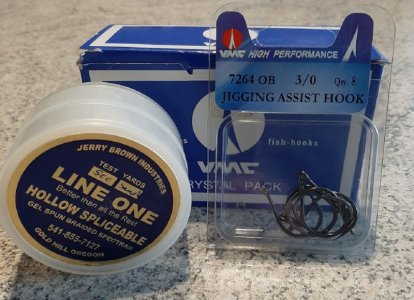 VMC HIGH PERFORMANCE
7264 OB 3/0 Qty. 8
JIGGING ASSIST HOOK
fish-hooks
VMC
CRYSTAL PACK
JERRY BROWN INDUSTRIES
TEST YARDS
LINE ONE
Better than all the Rest
HOLLOW SPLICEABLE
GEL SPUN BRAIDED SPECTRA
541-855-7127
GOLD HILL OREGON